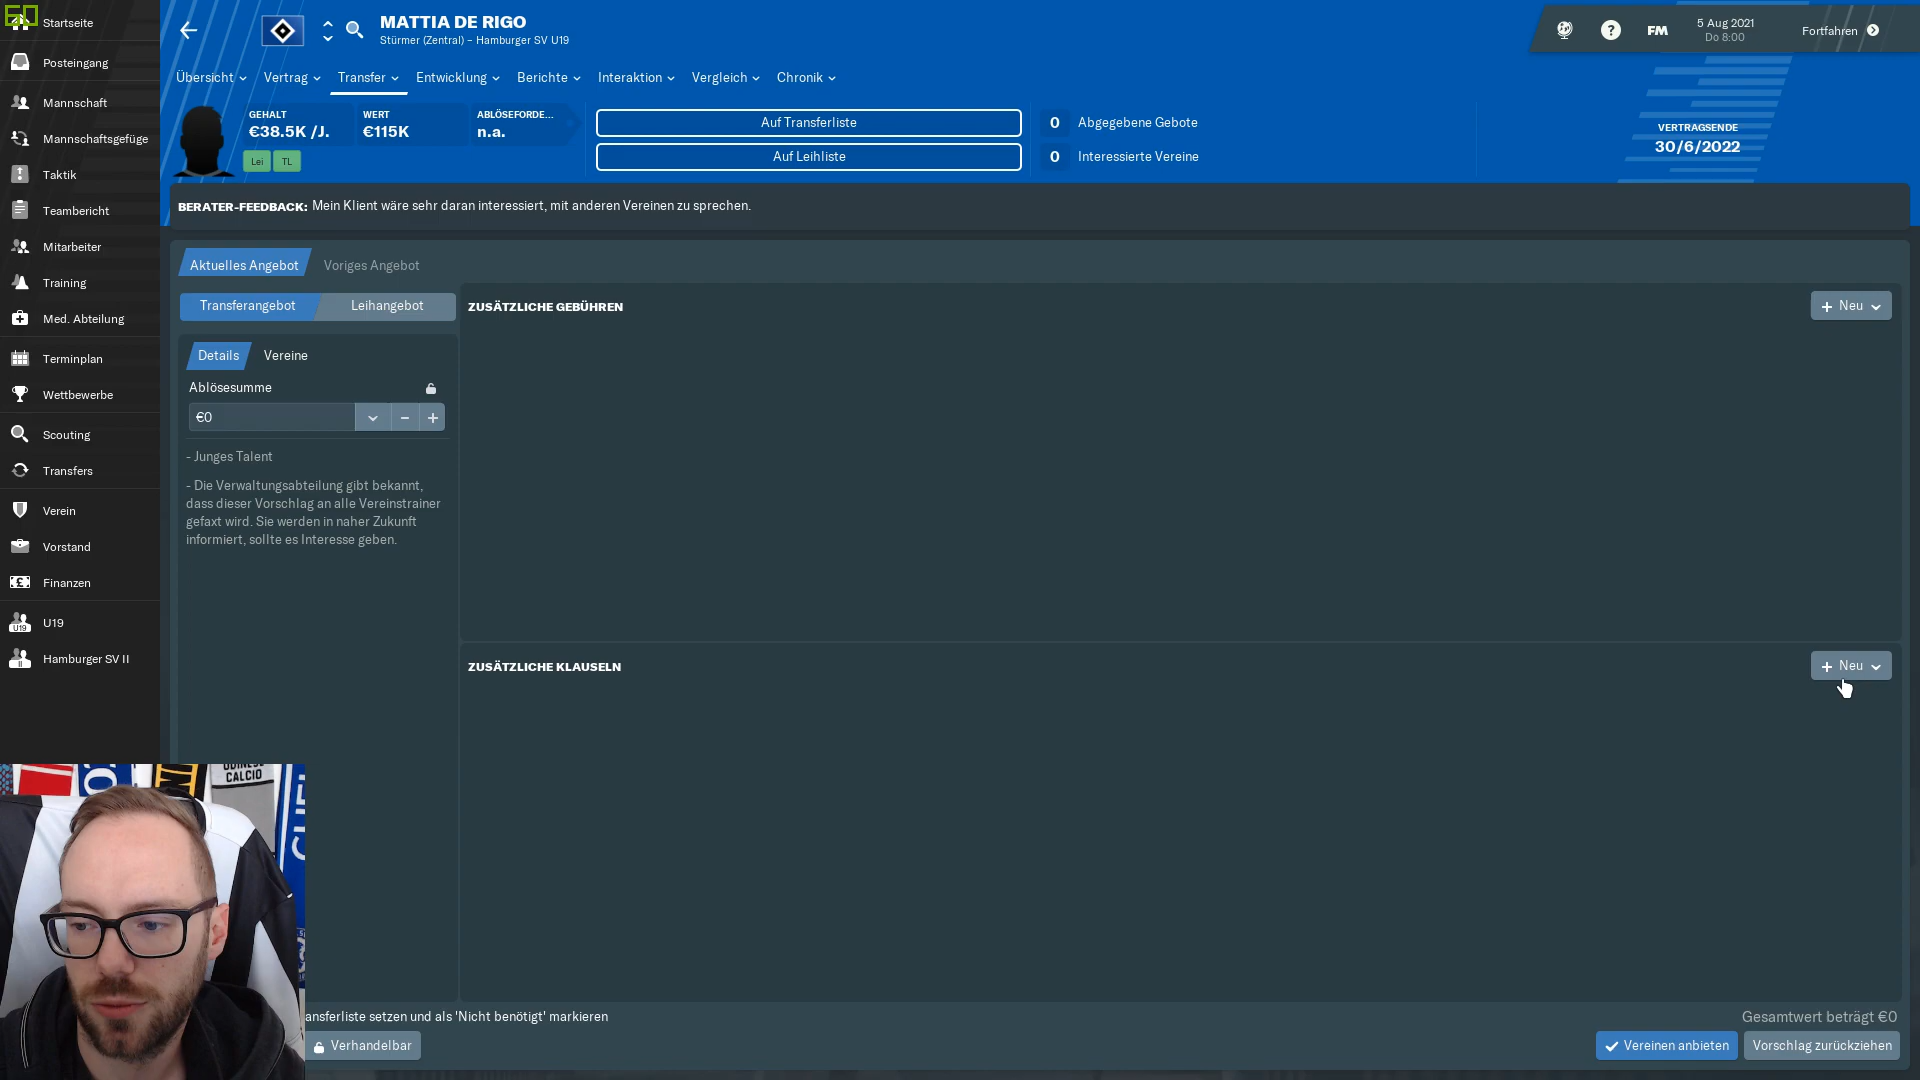 60
Startseite
Posteingang
Mannschaft
Mannschaftsgefüge
Taktik
Teambericht
Mitarbeiter
Training
Med. Abteilung
Terminplan
Wettbewerbe
Scouting
Transfers
Verein
Vorstand
Finanzen
U19
U19
Hamburger SV II
MATTIA DE RIGO
Stürmer (Zentral) – Hamburger SV U19
FM
5 Aug 2021
Do 8:00
Fortfahren
Übersicht
Vertrag
Transfer
Entwicklung
Berichte
Interaktion
Vergleich
Chronik
GEHALT
€38.5K /J.
WERT
€115K
ABLÖSEFORDE...
n.a.
Lei
TL
Auf Transferliste
Auf Leihliste
0 Abgegebene Gebote
0 Interessierte Vereine
VERTRAGSENDE
30/6/2022
BERATER-FEEDBACK: Mein Klient wäre sehr daran interessiert, mit anderen Vereinen zu sprechen.
Aktuelles Angebot
Voriges Angebot
Transferangebot
Leihangebot
Details
Vereine
Ablösesumme
€0
- Junges Talent
- Die Verwaltungsabteilung gibt bekannt,
dass dieser Vorschlag an alle Vereinstrainer
gefaxt wird. Sie werden in naher Zukunft
informiert, sollte es Interesse geben.
ZUSÄTZLICHE GEBÜHREN
+ Neu
ZUSÄTZLICHE KLAUSELN
+ Neu
CALCIO
ansferliste setzen und als 'Nicht benötigt' markieren
Verhandelbar
Gesamtwert beträgt €0
Vereinen anbieten
Vorschlag zurückziehen